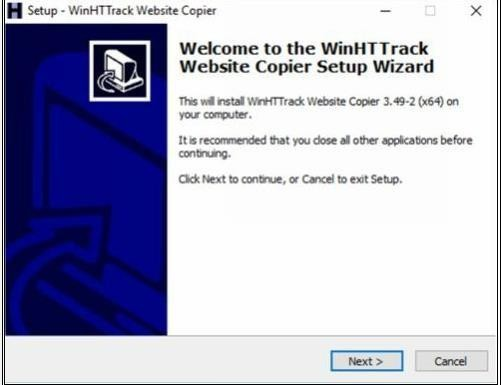 Setup - WinHTTrack Website Copier
Welcome to the WinHTTrack
Website Copier Setup Wizard
This will install WinHTTrack Website Copier 3.49-2 (x64) on
your computer.
It is recommended that you close all other applications before
continuing.
Click Next to continue, or Cancel to exit Setup.
Next >
Cancel